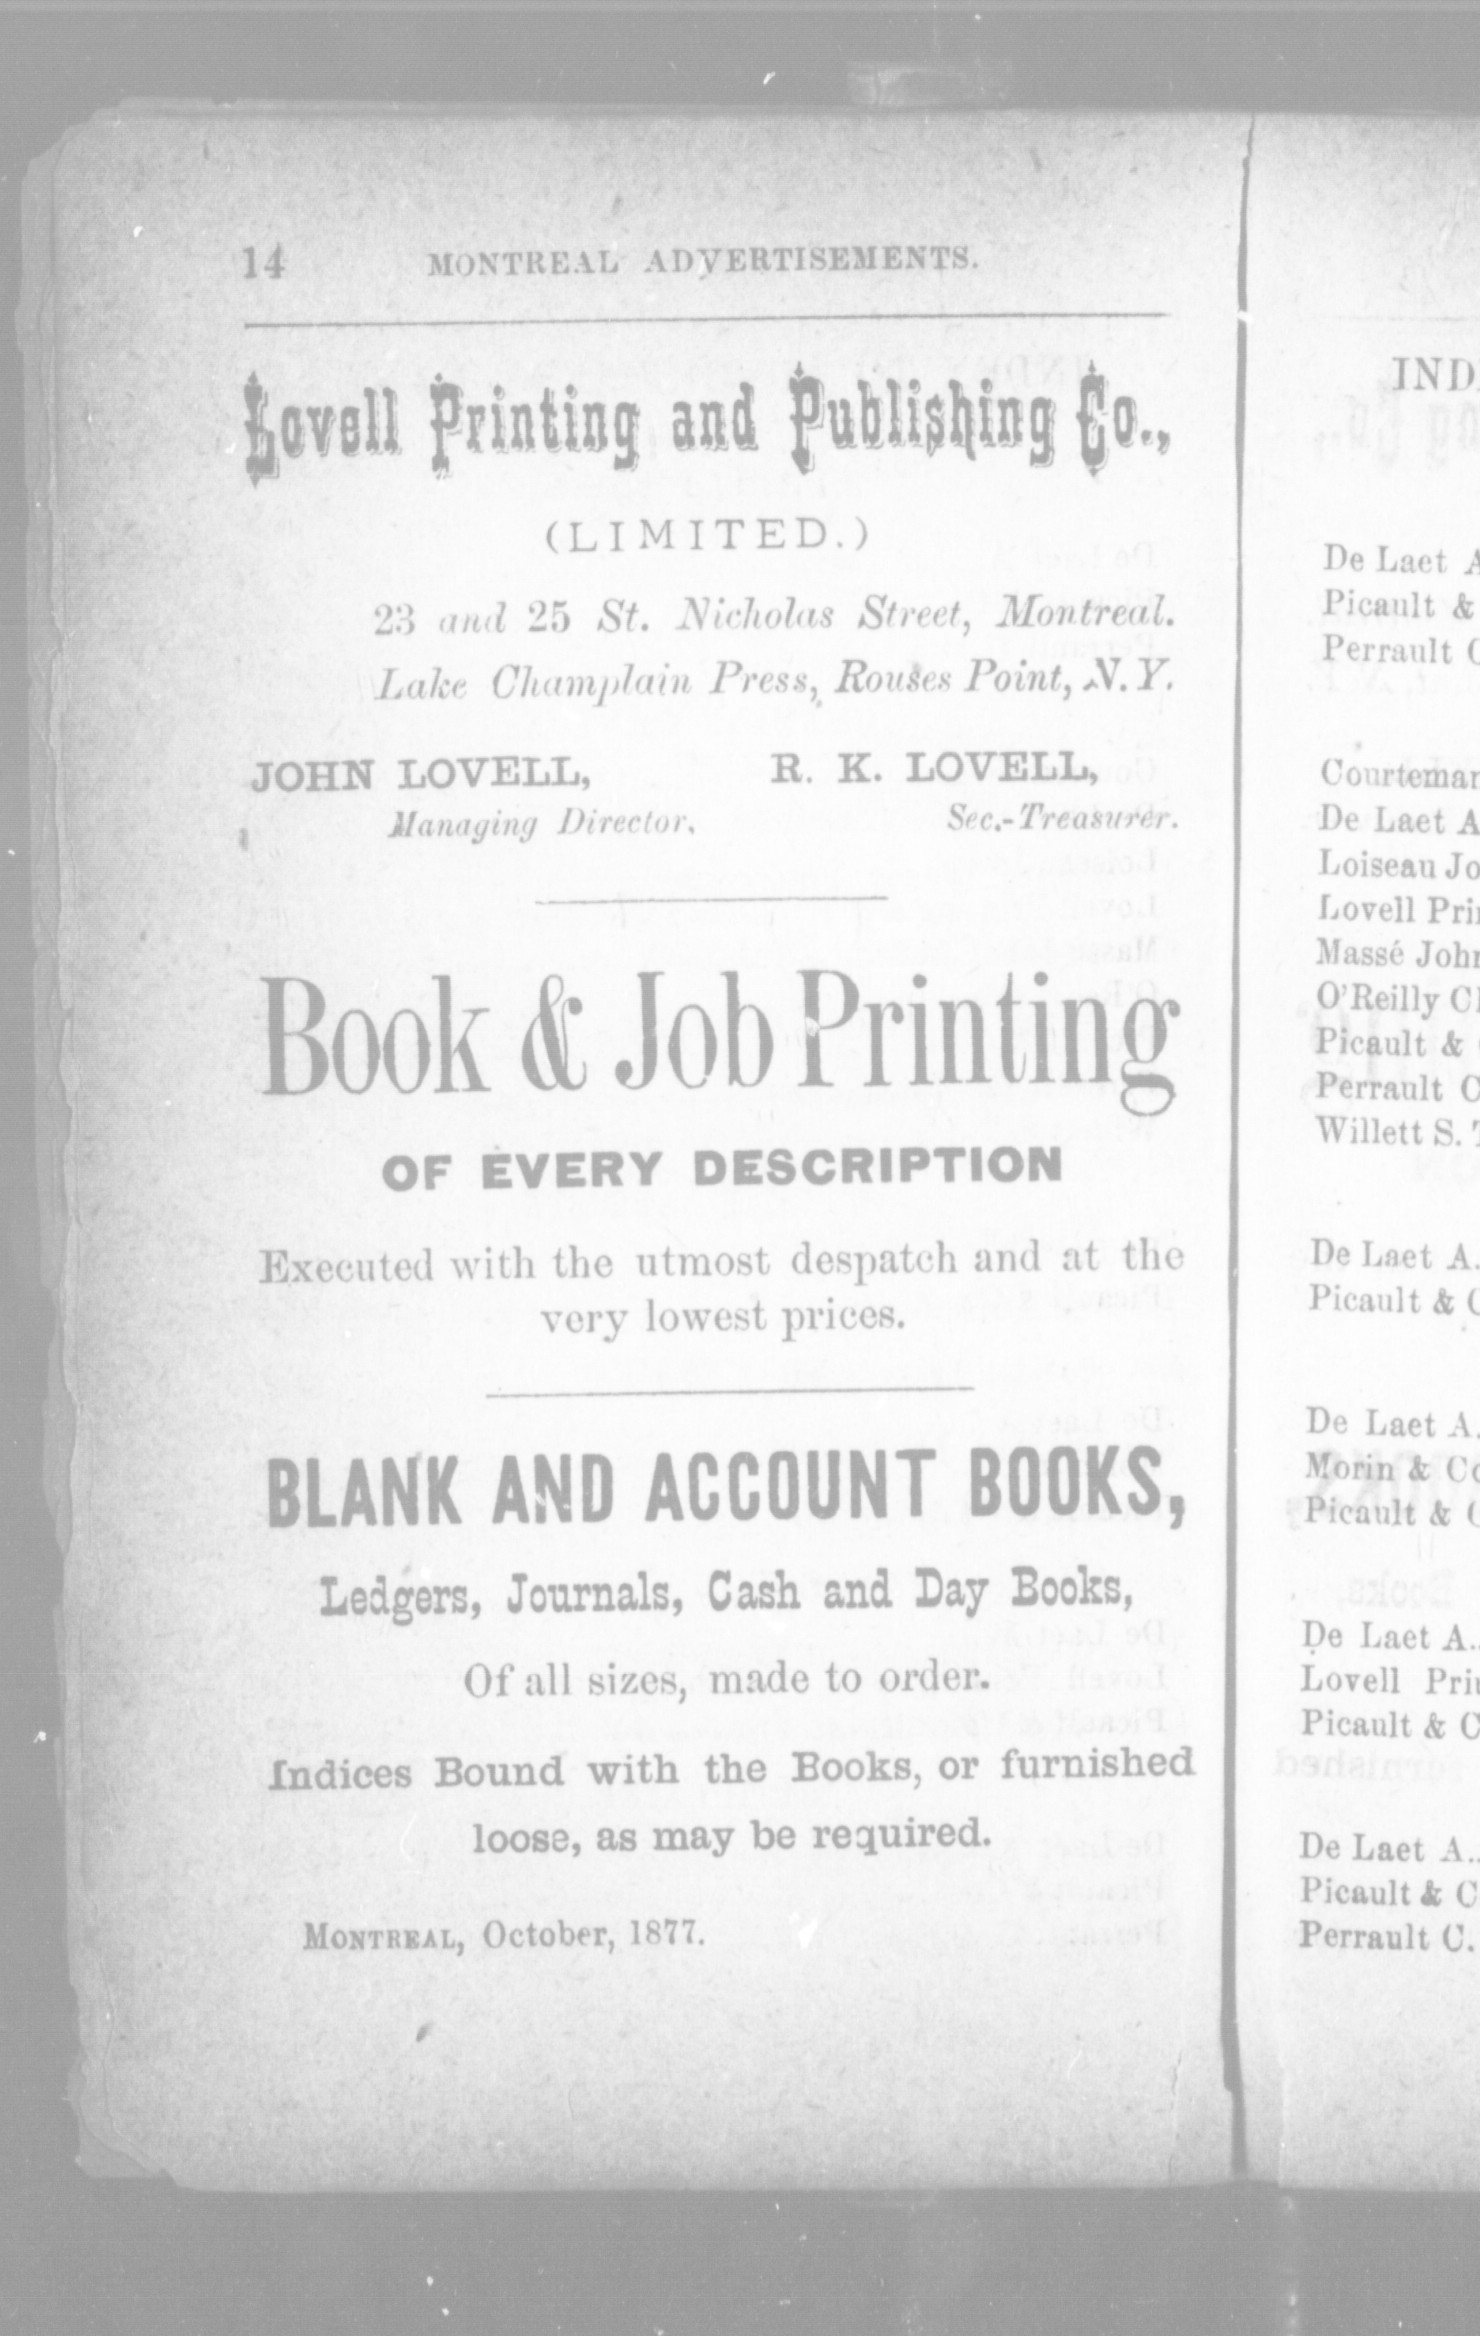 14 MONTREAL ADVERTISEMENTS.
Lovell Printing and Publishing Co.,
(LIMITED.)
23 and 25 St. Nicholas Street, Montreal.
Lake Champlain Press, Rouses Point, N. Y.
JOHN LOVELL, R. K. LOVELL,
Managing Director. Sec.-Treasurer.
Book & Job Printing
OF EVERY DESCRIPTION
Executed with the utmost despatch and at the
very lowest prices.
BLANK AND ACCOUNT BOOKS,
Ledgers, Journals, Cash and Day Books,
Of all sizes, made to order.
Indices Bound with the Books, or furnished
loose, as may be required.
MONTREAL, October, 1877.
De Laet
Picault &
Perrault
De Laet A
Loiseau
Lovell
Massé
O'Reilly
Picault &
Perrault
Willett S.
De Laet A.
Picault &
De Laet A.
Morin &
Picault &
De Laet A.
Lovell
Picault &
De Laet A.
Picault &
Perrault C.